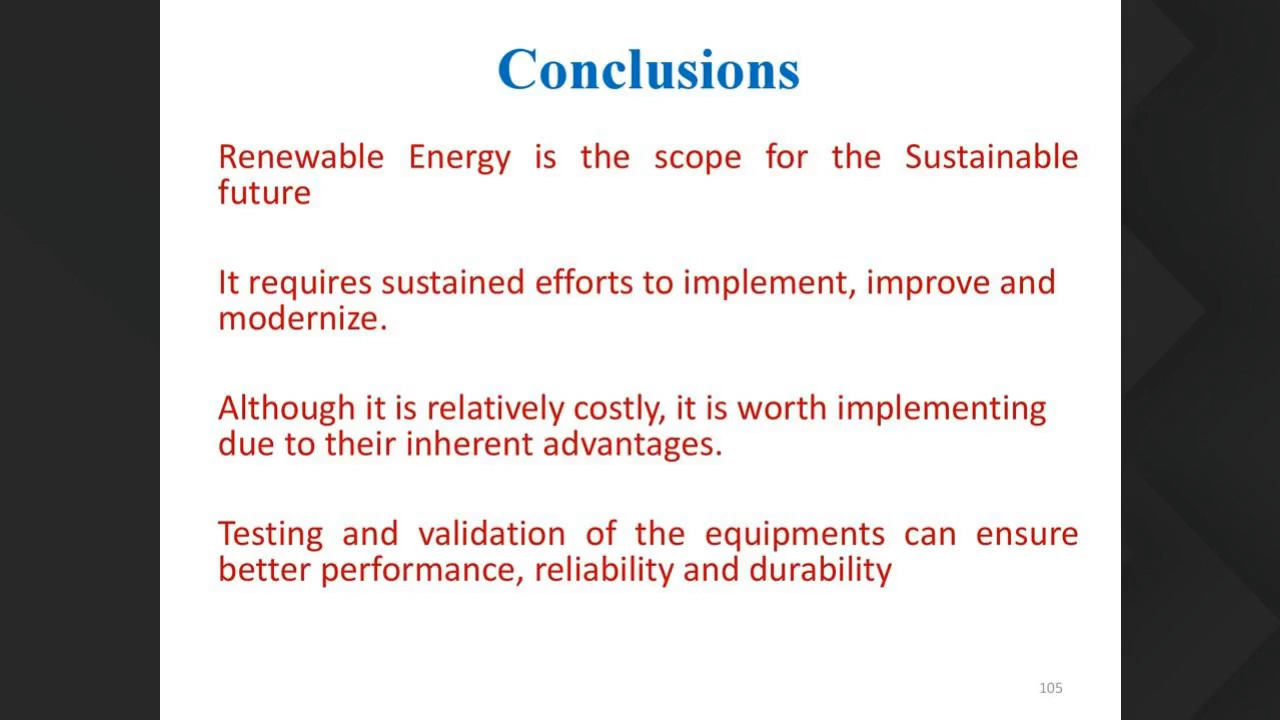 Conclusions
Renewable Energy is the scope for the Sustainable
future
It requires sustained efforts to implement, improve and
modernize.
Although it is relatively costly, it is worth implementing
due to their inherent advantages.
Testing and validation of the equipments can ensure
better performance, reliability and durability
105